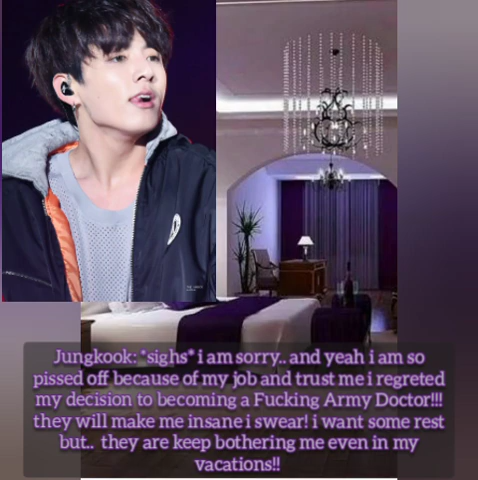 Jungkook: *sighs* i am sorry.. and yeah i am so
pissed off because of my job and trust me i regreted
my decision to becoming a Fucking Army Doctor!!!
they will make me insane i swear! i want some rest
but.. they are keep bothering me even in my
vacations!!